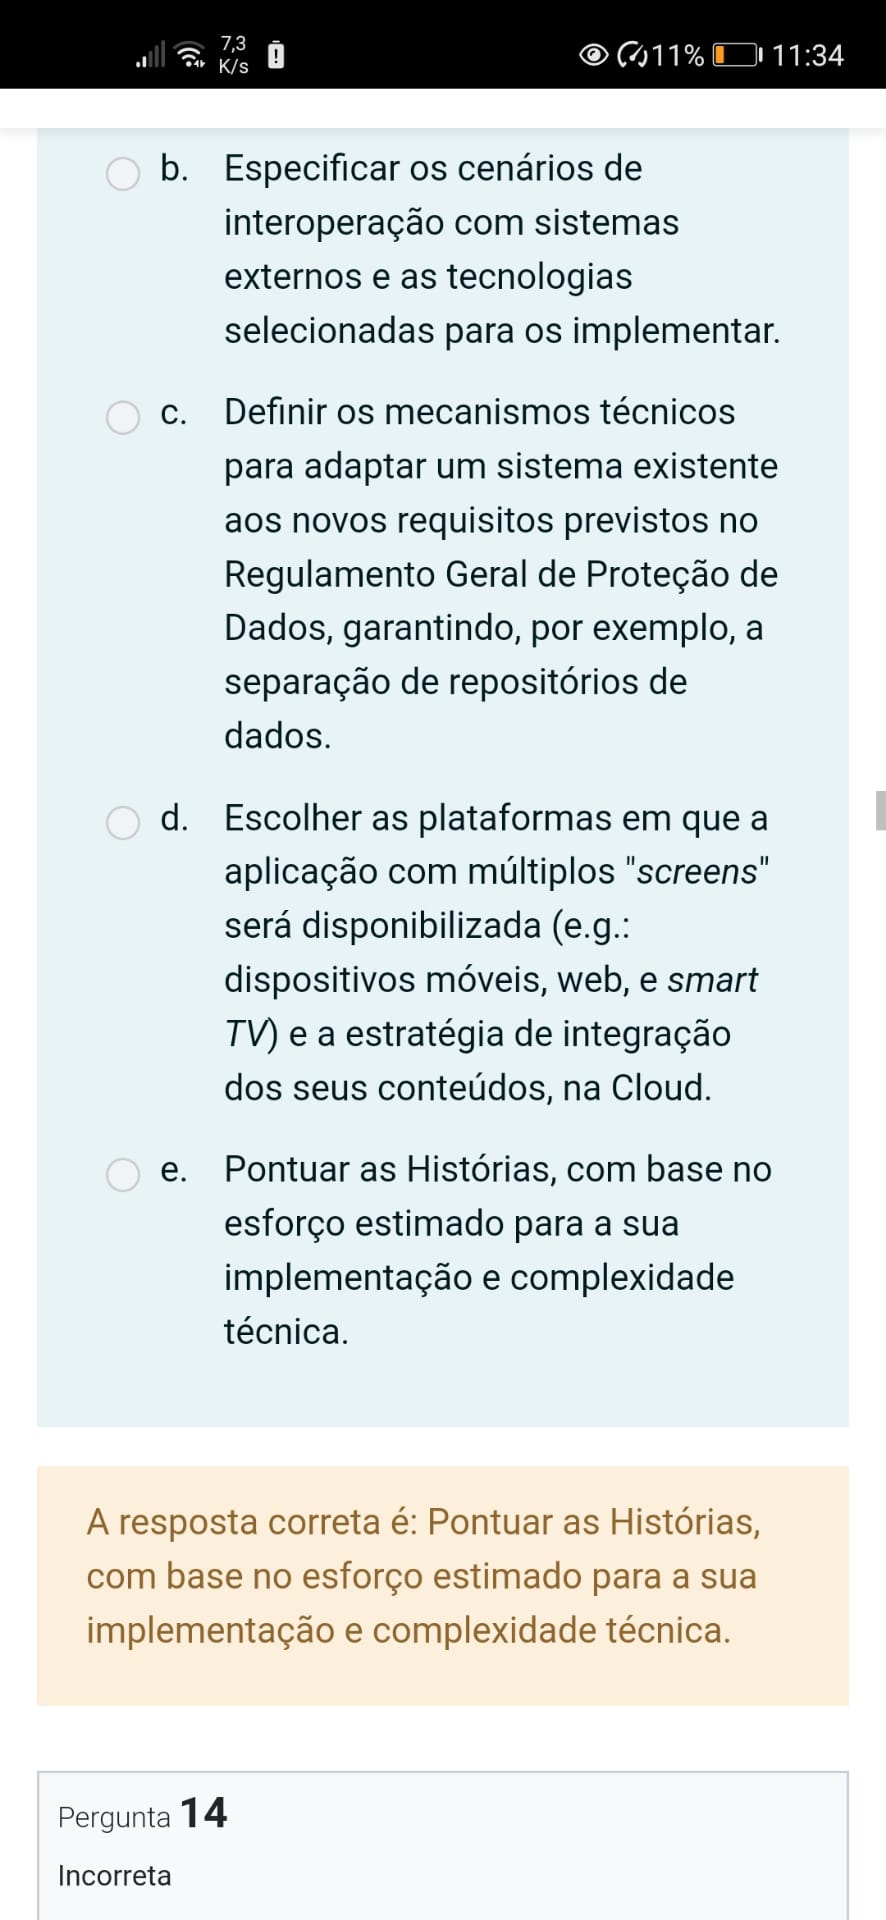 7,3
K/s
11%
11:34
b. Especificar os cenários de
interoperação com sistemas
externos e as tecnologias
selecionadas para os implementar.
c. Definir os mecanismos técnicos
para adaptar um sistema existente
aos novos requisitos previstos no
Regulamento Geral de Proteção de
Dados, garantindo, por exemplo, a
separação de repositórios de
dados.
d. Escolher as plataformas em que a
aplicação com múltiplos "screens"
será disponibilizada (e.g.:
dispositivos móveis, web, e smart
TV) e a estratégia de integração
dos seus conteúdos, na Cloud.
e. Pontuar as Histórias, com base no
esforço estimado para a sua
implementação e complexidade
técnica.
A resposta correta é: Pontuar as Histórias,
com base no esforço estimado para a sua
implementação e complexidade técnica.
Pergunta 14
Incorreta